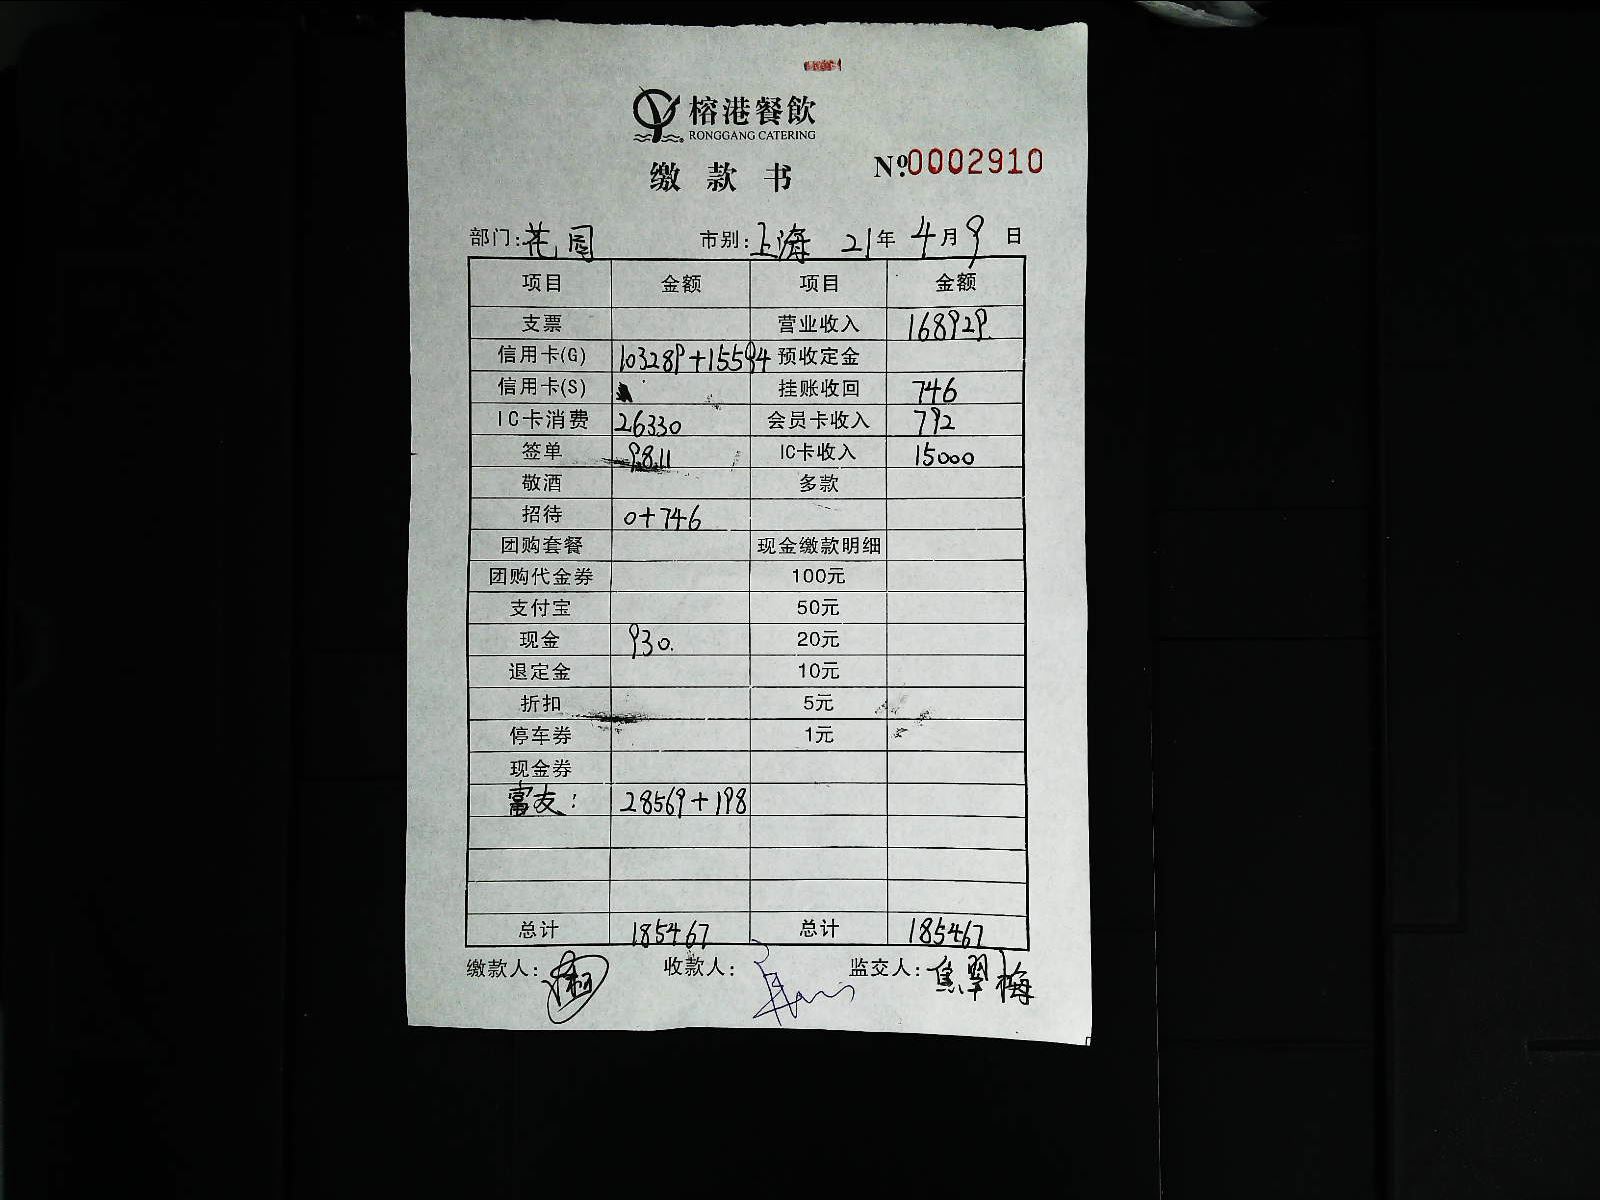 榕港餐飲
RONGGANG CATERING
缴款书 №0002910
部门:花园 市别:上海 21年 4月 9日
项目 金额 项目 金额
支票 营业收入 168929.
信用卡(G) 103289+15594 预收定金
信用卡(S) 挂账收回 746
IC卡消费 26330 会员卡收入 792
签单 9811 IC卡收入 15000
敬酒 多款
招待 0+746
团购套餐 现金缴款明细
团购代金券 100元
支付宝 50元
现金 930. 20元
退定金 10元
折扣 5元
停车券 1元
现金券
富友: 28569+198
总计 185467 总计 185467
缴款人: 收款人: 监交人:焦翠梅